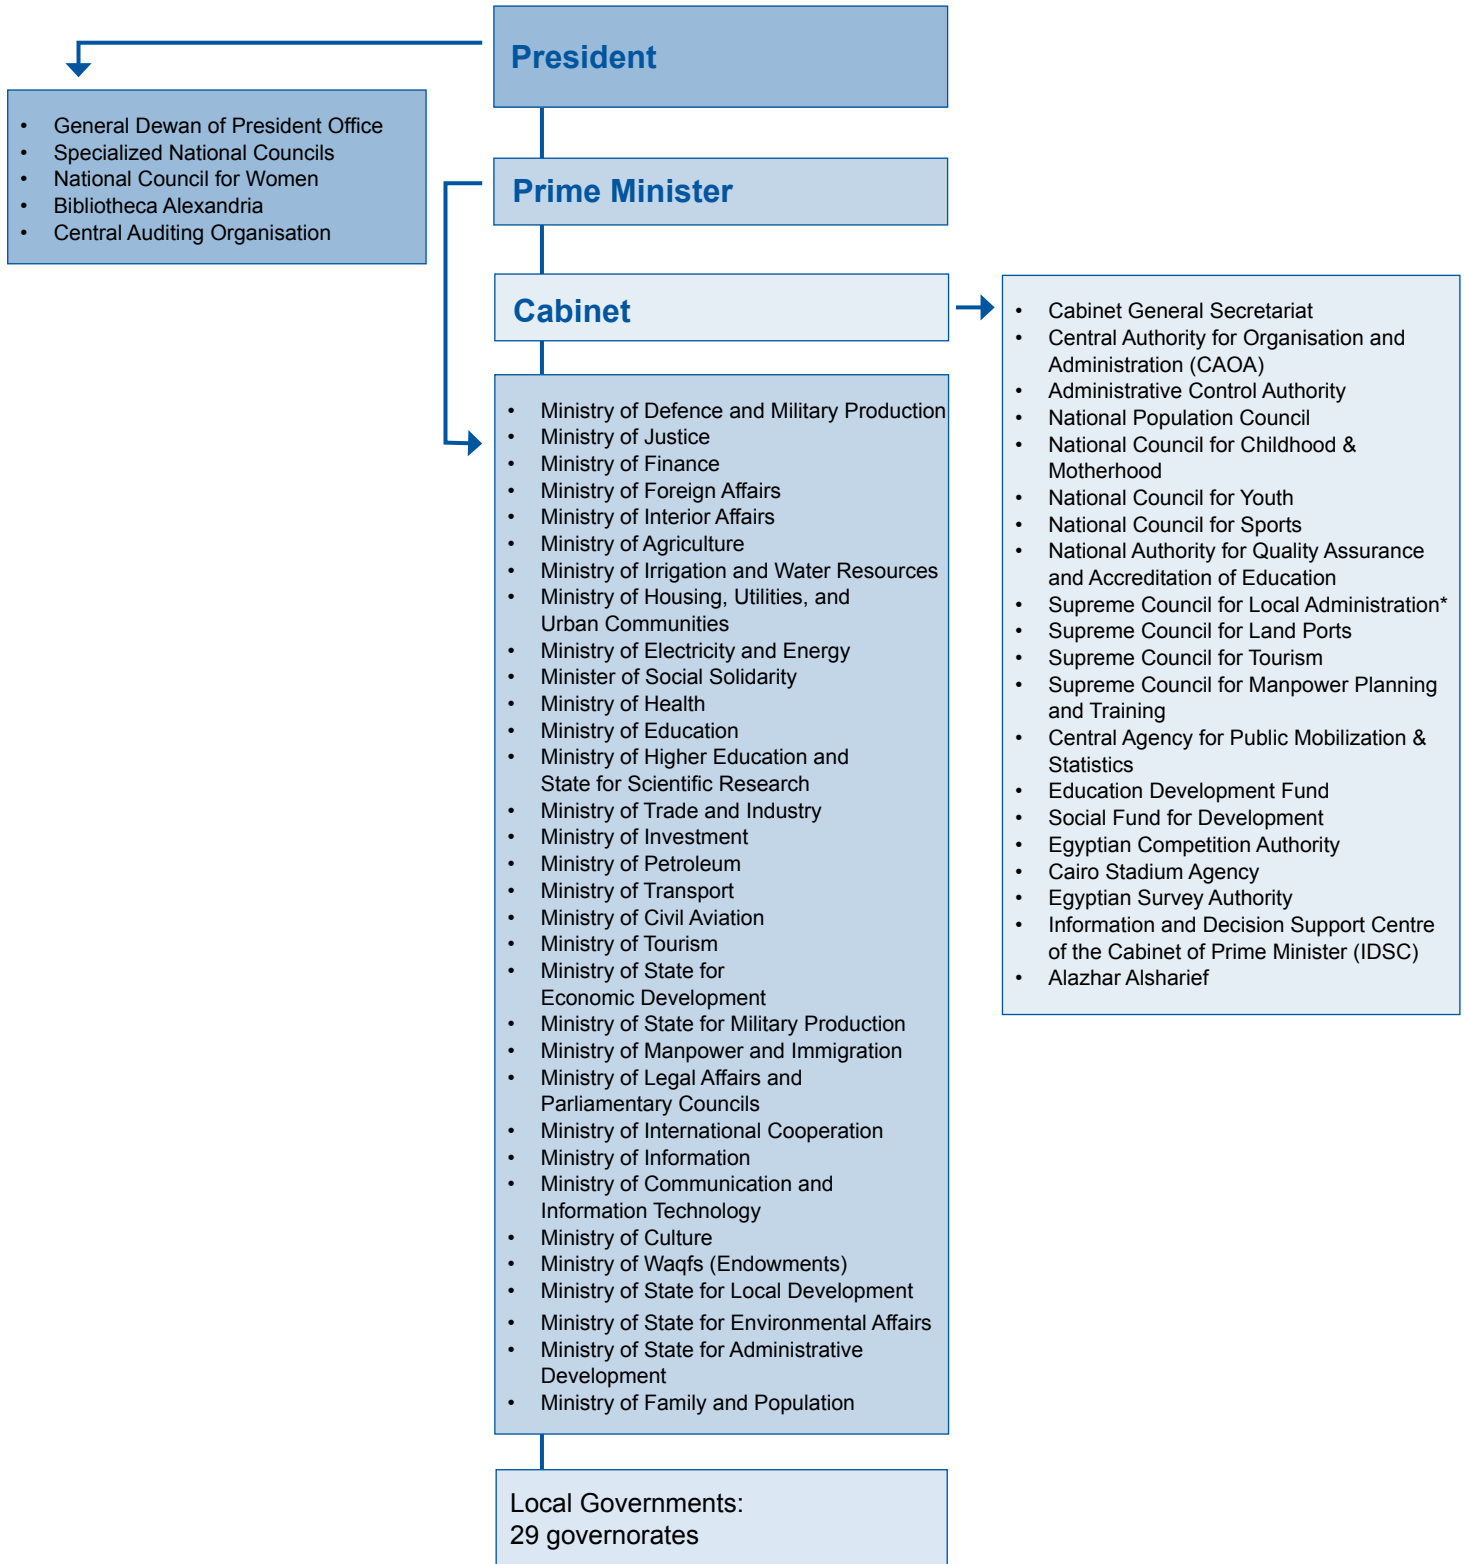 President
• General Dewan of President Office
• Specialized National Councils
• National Council for Women
• Bibliotheca Alexandria
• Central Auditing Organisation
Prime Minister
Cabinet
• Cabinet General Secretariat
• Central Authority for Organisation and
Administration (CAOA)
• Administrative Control Authority
• National Population Council
• National Council for Childhood &
Motherhood
• National Council for Youth
• National Council for Sports
• National Authority for Quality Assurance
and Accreditation of Education
• Supreme Council for Local Administration*
• Supreme Council for Land Ports
• Supreme Council for Tourism
• Supreme Council for Manpower Planning
and Training
• Central Agency for Public Mobilization &
Statistics
• Education Development Fund
• Social Fund for Development
• Egyptian Competition Authority
• Cairo Stadium Agency
• Egyptian Survey Authority
• Information and Decision Support Centre
of the Cabinet of Prime Minister (IDSC)
• Alazhar Alsharief
• Ministry of Defence and Military Production
• Ministry of Justice
• Ministry of Finance
• Ministry of Foreign Affairs
• Ministry of Interior Affairs
• Ministry of Agriculture
• Ministry of Irrigation and Water Resources
• Ministry of Housing, Utilities, and
Urban Communities
• Ministry of Electricity and Energy
• Minister of Social Solidarity
• Ministry of Health
• Ministry of Education
• Ministry of Higher Education and
State for Scientific Research
• Ministry of Trade and Industry
• Ministry of Investment
• Ministry of Petroleum
• Ministry of Transport
• Ministry of Civil Aviation
• Ministry of Tourism
• Ministry of State for
Economic Development
• Ministry of State for Military Production
• Ministry of Manpower and Immigration
• Ministry of Legal Affairs and
Parliamentary Councils
• Ministry of International Cooperation
• Ministry of Information
• Ministry of Communication and
Information Technology
• Ministry of Culture
• Ministry of Waqfs (Endowments)
• Ministry of State for Local Development
• Ministry of State for Environmental Affairs
• Ministry of State for Administrative
Development
• Ministry of Family and Population
Local Governments:
29 governorates